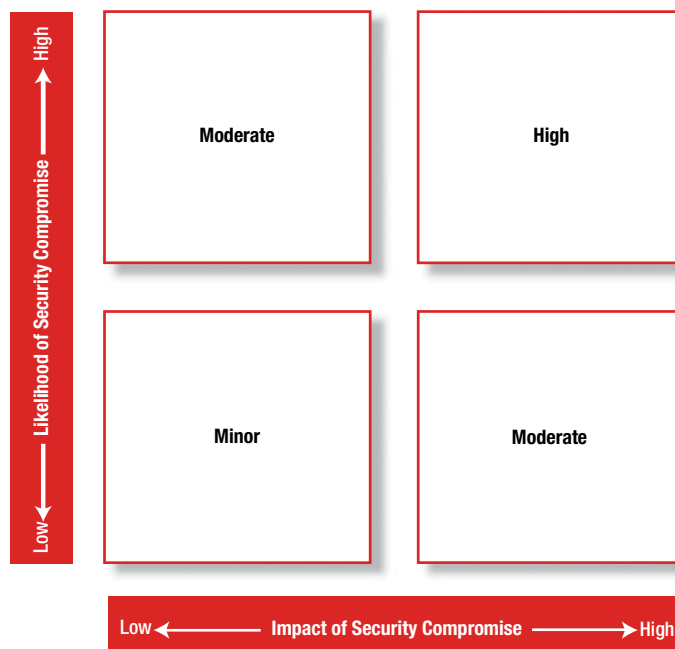 High
Likelihood of Security Compromise
Low
Moderate
High
Minor
Moderate
Low
Impact of Security Compromise
High